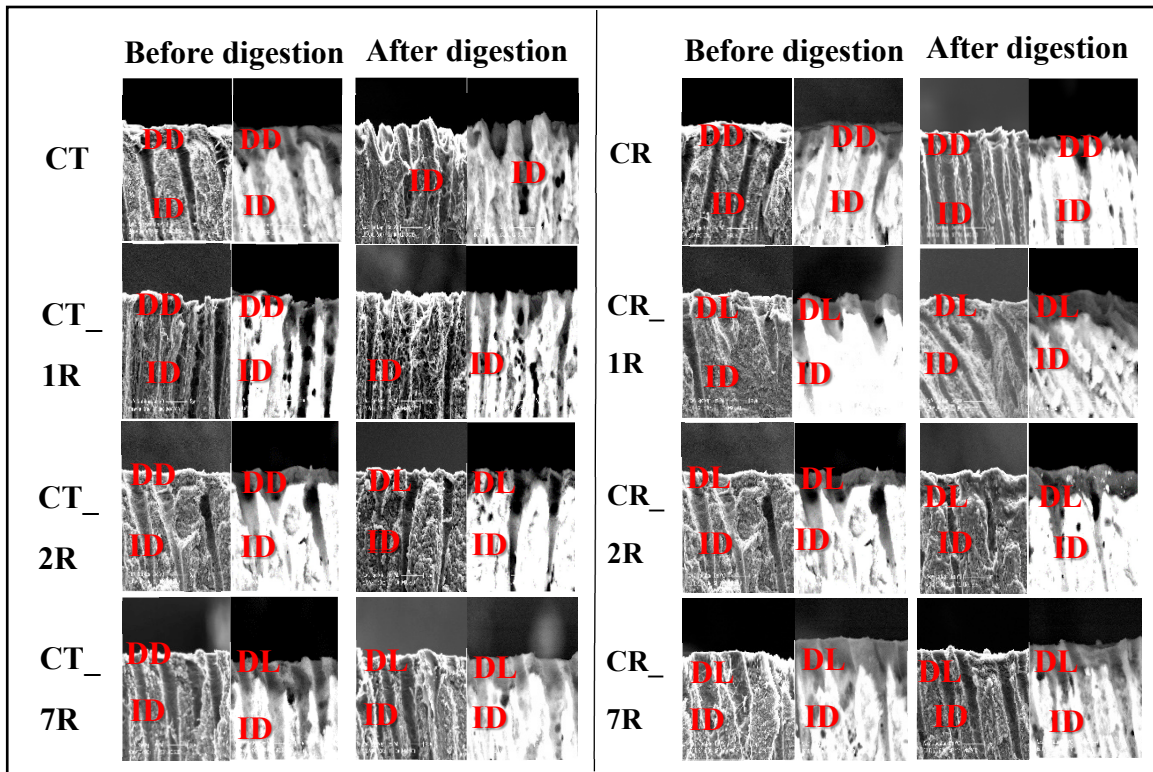 Before digestion After digestion Before digestion After digestion
CT
DD DD
ID ID
ID ID
CR
DD DD
ID ID
DD DD
ID ID
CT_
1R
DD DD
ID ID
ID ID
CR_
1R
DL DL
ID ID
DL DL
ID ID
CT_
2R
DD DD
ID ID
DL DL
ID ID
CR_
2R
DL DL
ID ID
DL DL
ID ID
CT_
7R
DD DL
ID ID
DL DL
ID ID
CR_
7R
DL DL
ID ID
DL DL
ID ID